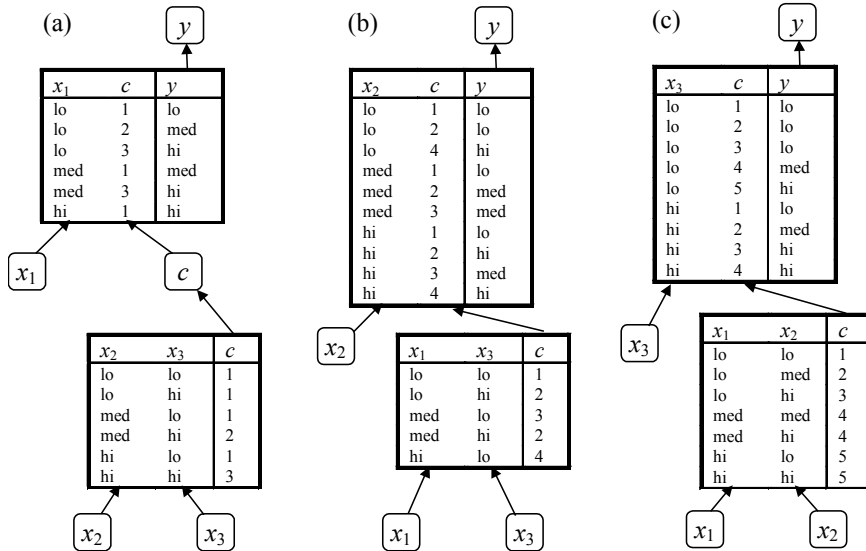 (a)
y
x1 c y
lo 1 lo
lo 2 med
lo 3 hi
med 1 med
med 3 hi
hi 1 hi
x1
c
x2 x3 c
lo lo 1
lo hi 1
med lo 1
med hi 2
hi lo 1
hi hi 3
x2
x3
(b)
y
x2 c y
lo 1 lo
lo 2 lo
lo 4 hi
med 1 lo
med 2 med
med 3 med
hi 1 lo
hi 2 hi
hi 3 med
hi 4 hi
x2
x1 x3 c
lo lo 1
lo hi 2
med lo 3
med hi 2
hi lo 4
x1
x3
(c)
y
x3 c y
lo 1 lo
lo 2 lo
lo 3 lo
lo 4 med
lo 5 hi
hi 1 lo
hi 2 med
hi 3 hi
hi 4 hi
x3
x1 x2 c
lo lo 1
lo med 2
lo hi 3
med med 4
med hi 4
hi lo 5
hi hi 5
x1
x2